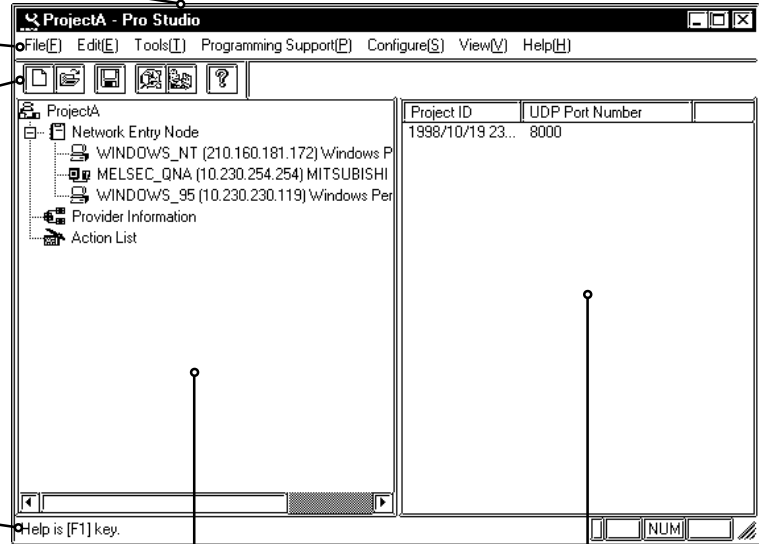 ProjectA - Pro Studio
File(F) Edit(E) Tools(T) Programming Support(P) Configure(S) View(V) Help(H)
ProjectA
Network Entry Node
WINDOWS_NT (210.160.181.172) Windows P
MELSEC_QNA (10.230.254.254) MITSUBISHI
WINDOWS_95 (10.230.230.119) Windows Per
Provider Information
Action List
Project ID UDP Port Number
1998/10/19 23... 8000
Help is [F1] key.
NUM